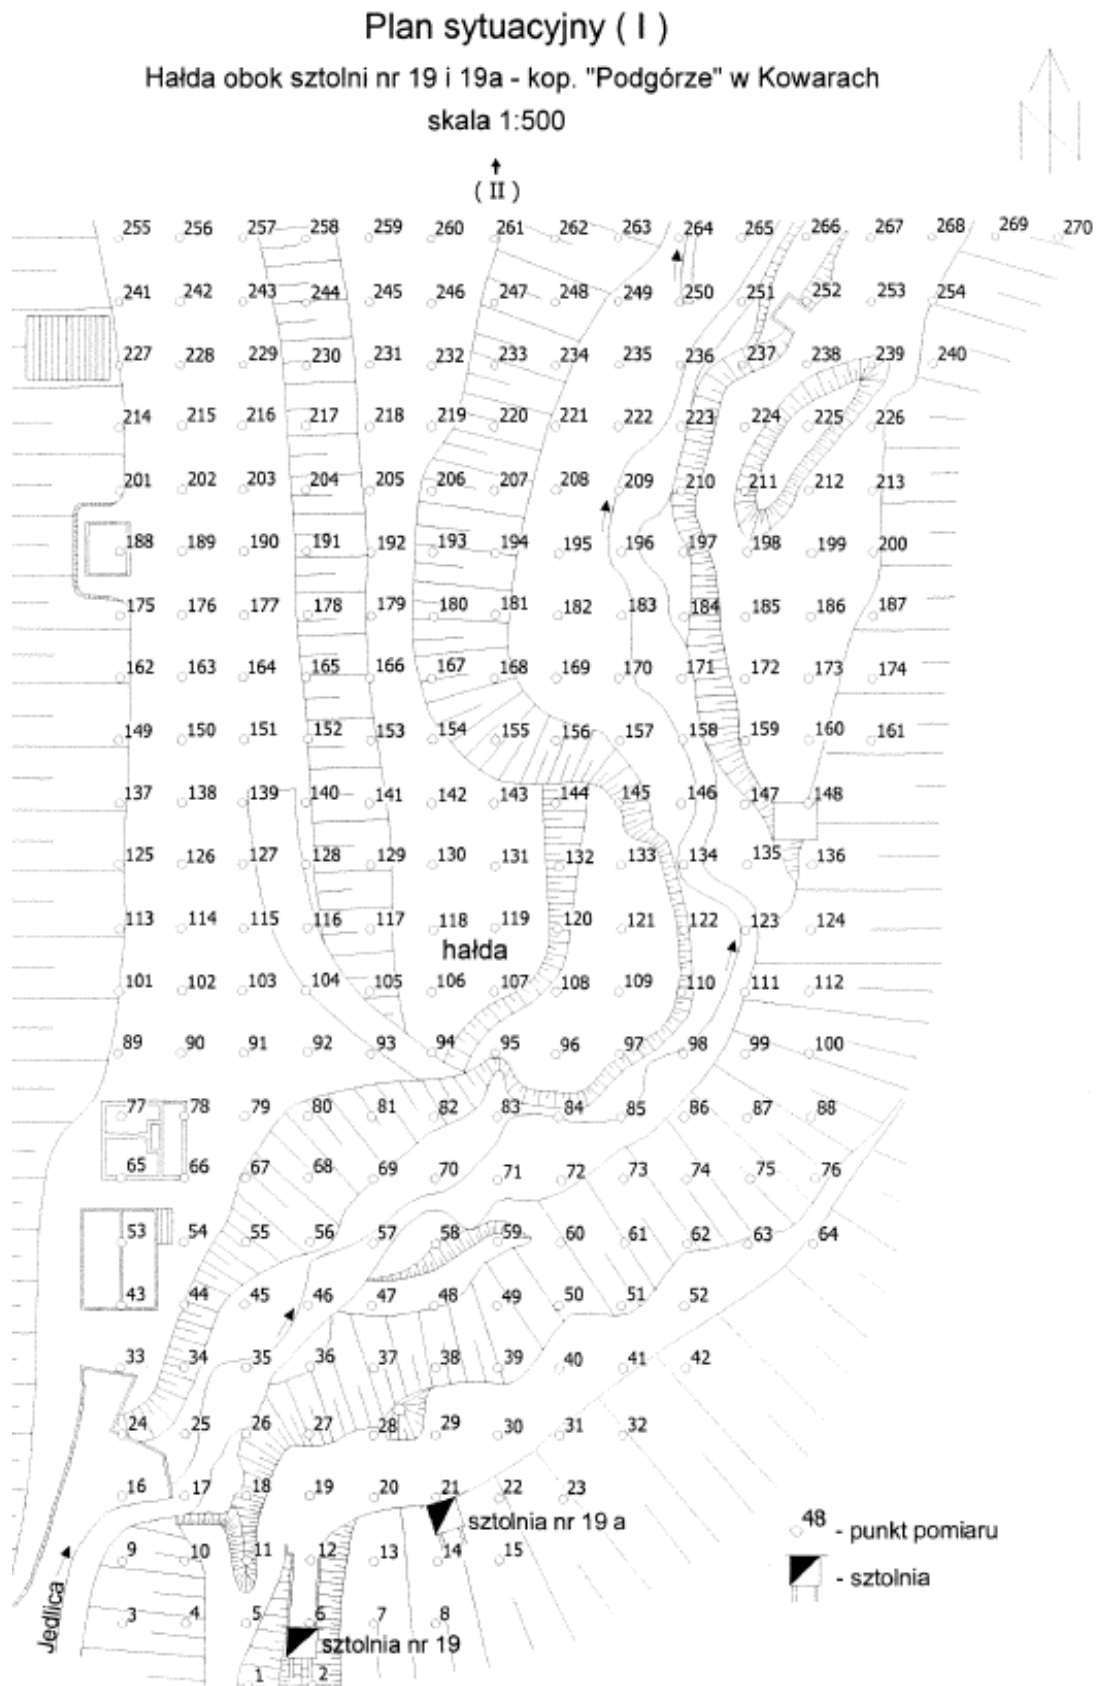 Plan sytuacyjny ( I )
Hałda obok sztolni nr 19 i 19a - kop. "Podgórze" w Kowarach
skala 1:500
( II )
255 256 257 258 259 260 261 262 263 264 265 266 267 268 269 270
241 242 243 244 245 246 247 248 249 250 251 252 253 254
227 228 229 230 231 232 233 234 235 236 237 238 239 240
214 215 216 217 218 219 220 221 222 223 224 225 226
201 202 203 204 205 206 207 208 209 210 211 212 213
188 189 190 191 192 193 194 195 196 197 198 199 200
175 176 177 178 179 180 181 182 183 184 185 186 187
162 163 164 165 166 167 168 169 170 171 172 173 174
149 150 151 152 153 154 155 156 157 158 159 160 161
137 138 139 140 141 142 143 144 145 146 147 148
125 126 127 128 129 130 131 132 133 134 135 136
113 114 115 116 117 118 119 120 121 122 123 124
hałda
101 102 103 104 105 106 107 108 109 110 111 112
89 90 91 92 93 94 95 96 97 98 99 100
77 78 79 80 81 82 83 84 85 86 87 88
65 66 67 68 69 70 71 72 73 74 75 76
53 54 55 56 57 58 59 60 61 62 63 64
43 44 45 46 47 48 49 50 51 52
33 34 35 36 37 38 39 40 41 42
24 25 26 27 28 29 30 31 32
16 17 18 19 20 21 22 23
sztolnia nr 19 a
48 - punkt pomiaru
9 10 11 12 13 14 15
- sztolnia
Jedlica
3 4 5 6 7 8
sztolnia nr 19
1 2